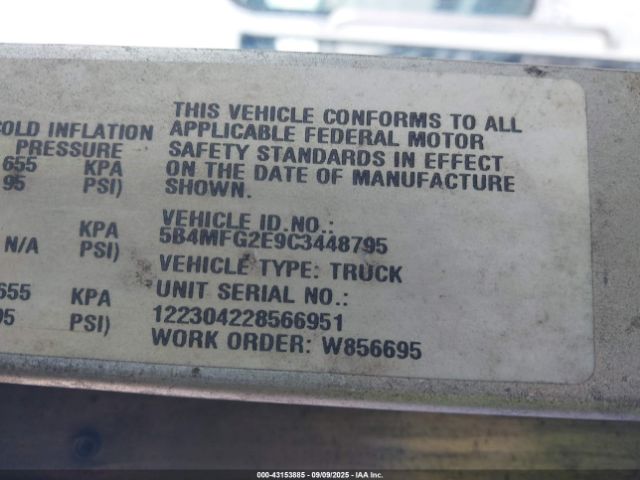 THIS VEHICLE CONFORMS TO ALL
APPLICABLE FEDERAL MOTOR
SAFETY STANDARDS IN EFFECT
ON THE DATE OF MANUFACTURE
SHOWN.
COLD INFLATION
PRESSURE
655 KPA
95 PSI)
KPA
N/A PSI)
655 KPA
95 PSI)
VEHICLE ID.NO.:
5B4MFG2E9C3448795
VEHICLE TYPE: TRUCK
UNIT SERIAL NO.:
122304228566951
WORK ORDER: W856695
000-43153885 - 09/09/2025 - IAA Inc.